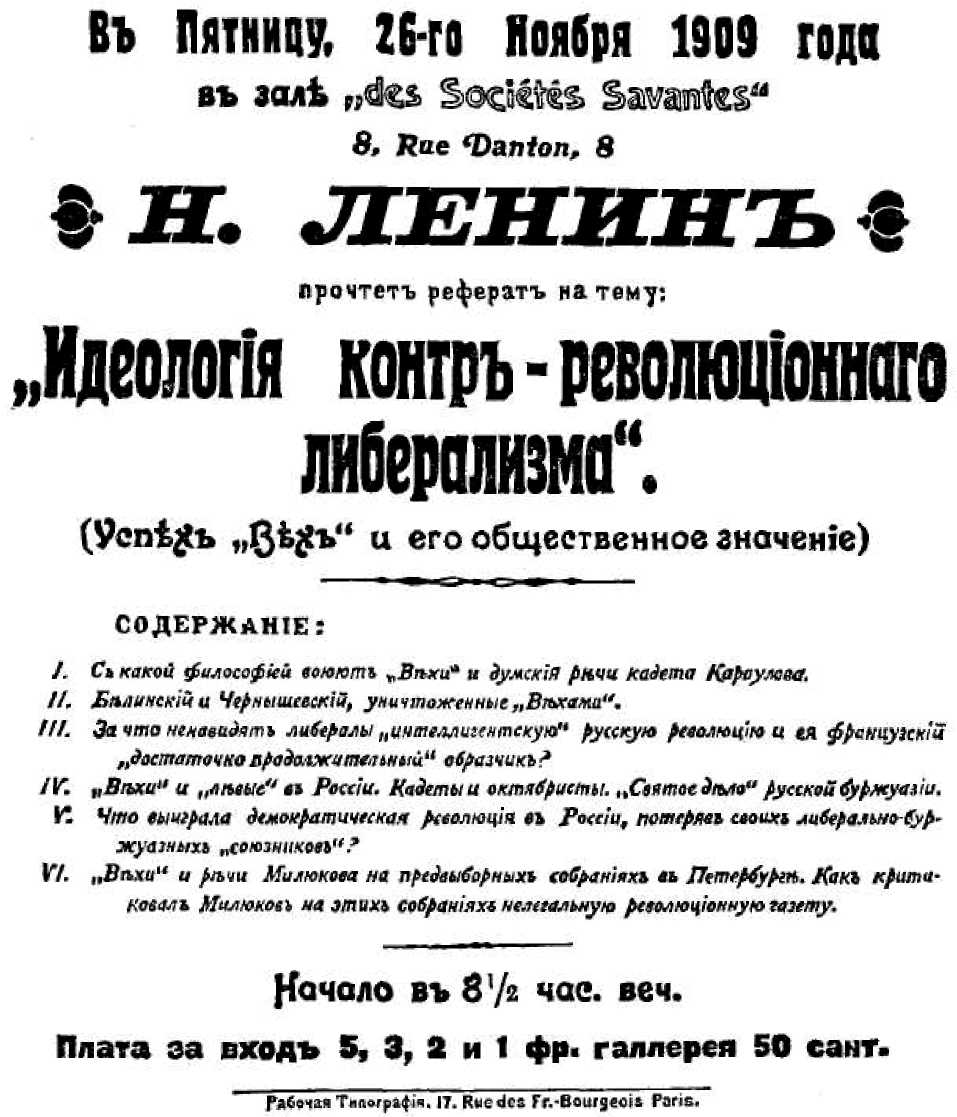 Въ Пятницу, 26-го Ноября 1909 года
въ залѣ „des Sociétés Savantes“
8, Rue Danton, 8
Н. ЛЕНИНЪ
прочтетъ рефератъ на тему:
„Идеологія контръ-революціоннаго
либерализма“.
(Успѣхъ „Вѣхъ“ и его общественное значеніе)
СОДЕРЖАНІЕ:
I. Съ какой философіей воюютъ „Вѣхи“ и думскія рѣчи кадета Караулова.
II. Бѣлинскій и Чернышевскій, уничтоженные „Вѣхами“.
III. За что ненавидятъ либералы „интеллигентскую“ русскую революцію и ея французскій
„достаточно продолжительный“ образчикъ?
IV. „Вѣхи“ и „лѣвые“ въ Россіи. Кадеты и октябристы. „Святое дѣло“ русской буржуазіи.
V. Что выиграла демократическая революція въ Россіи, потерявъ своихъ либерально-бур-
жуазныхъ „союзниковъ“?
VI. „Вѣхи“ и рѣчи Милюкова на предвыборныхъ собраніяхъ въ Петербургѣ. Какъ крити-
ковалъ Милюковъ на этихъ собраніяхъ нелегальную революціонную газету.
Начало въ 8 1/2 час. веч.
Плата за входъ 5, 3, 2 и 1 фр. галлерея 50 сант.
Рабочая Типографія. 17. Rue des Fr.-Bourgeois Paris.